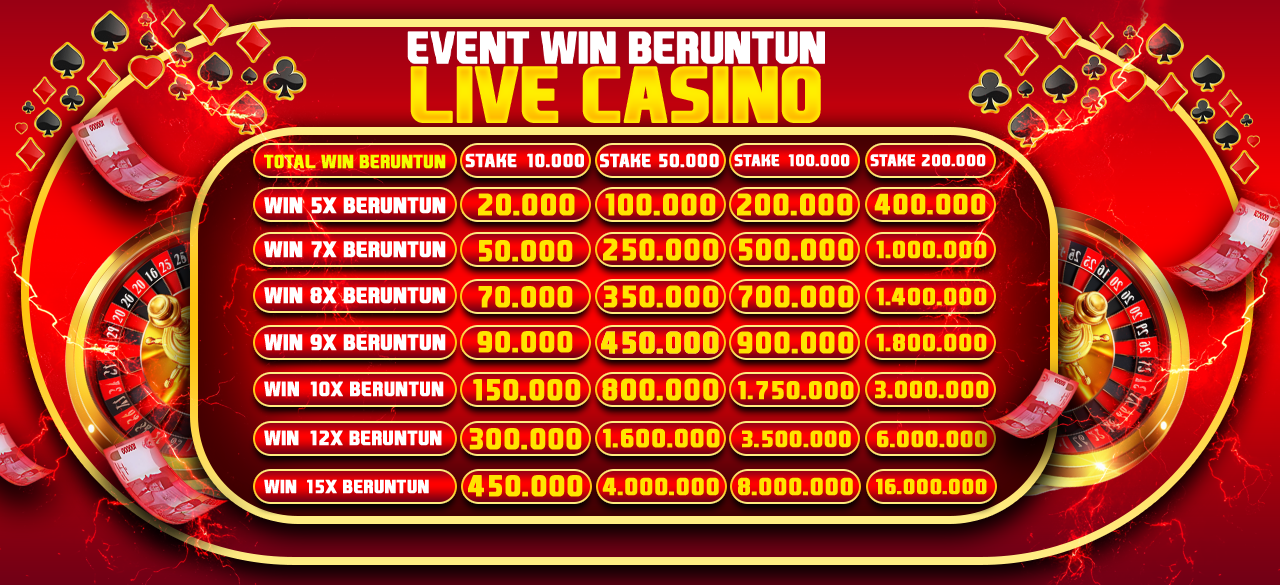 EVENT WIN BERUNTUN
LIVE CASINO
TOTAL WIN BERUNTUN STAKE 10.000 STAKE 50.000 STAKE 100.000 STAKE 200.000
WIN 5X BERUNTUN 20.000 100.000 200.000 400.000
WIN 7X BERUNTUN 50.000 250.000 500.000 1.000.000
WIN 8X BERUNTUN 70.000 350.000 700.000 1.400.000
WIN 9X BERUNTUN 90.000 450.000 900.000 1.800.000
WIN 10X BERUNTUN 150.000 800.000 1.750.000 3.000.000
WIN 12X BERUNTUN 300.000 1.600.000 3.500.000 6.000.000
WIN 15X BERUNTUN 450.000 4.000.000 8.000.000 16.000.000